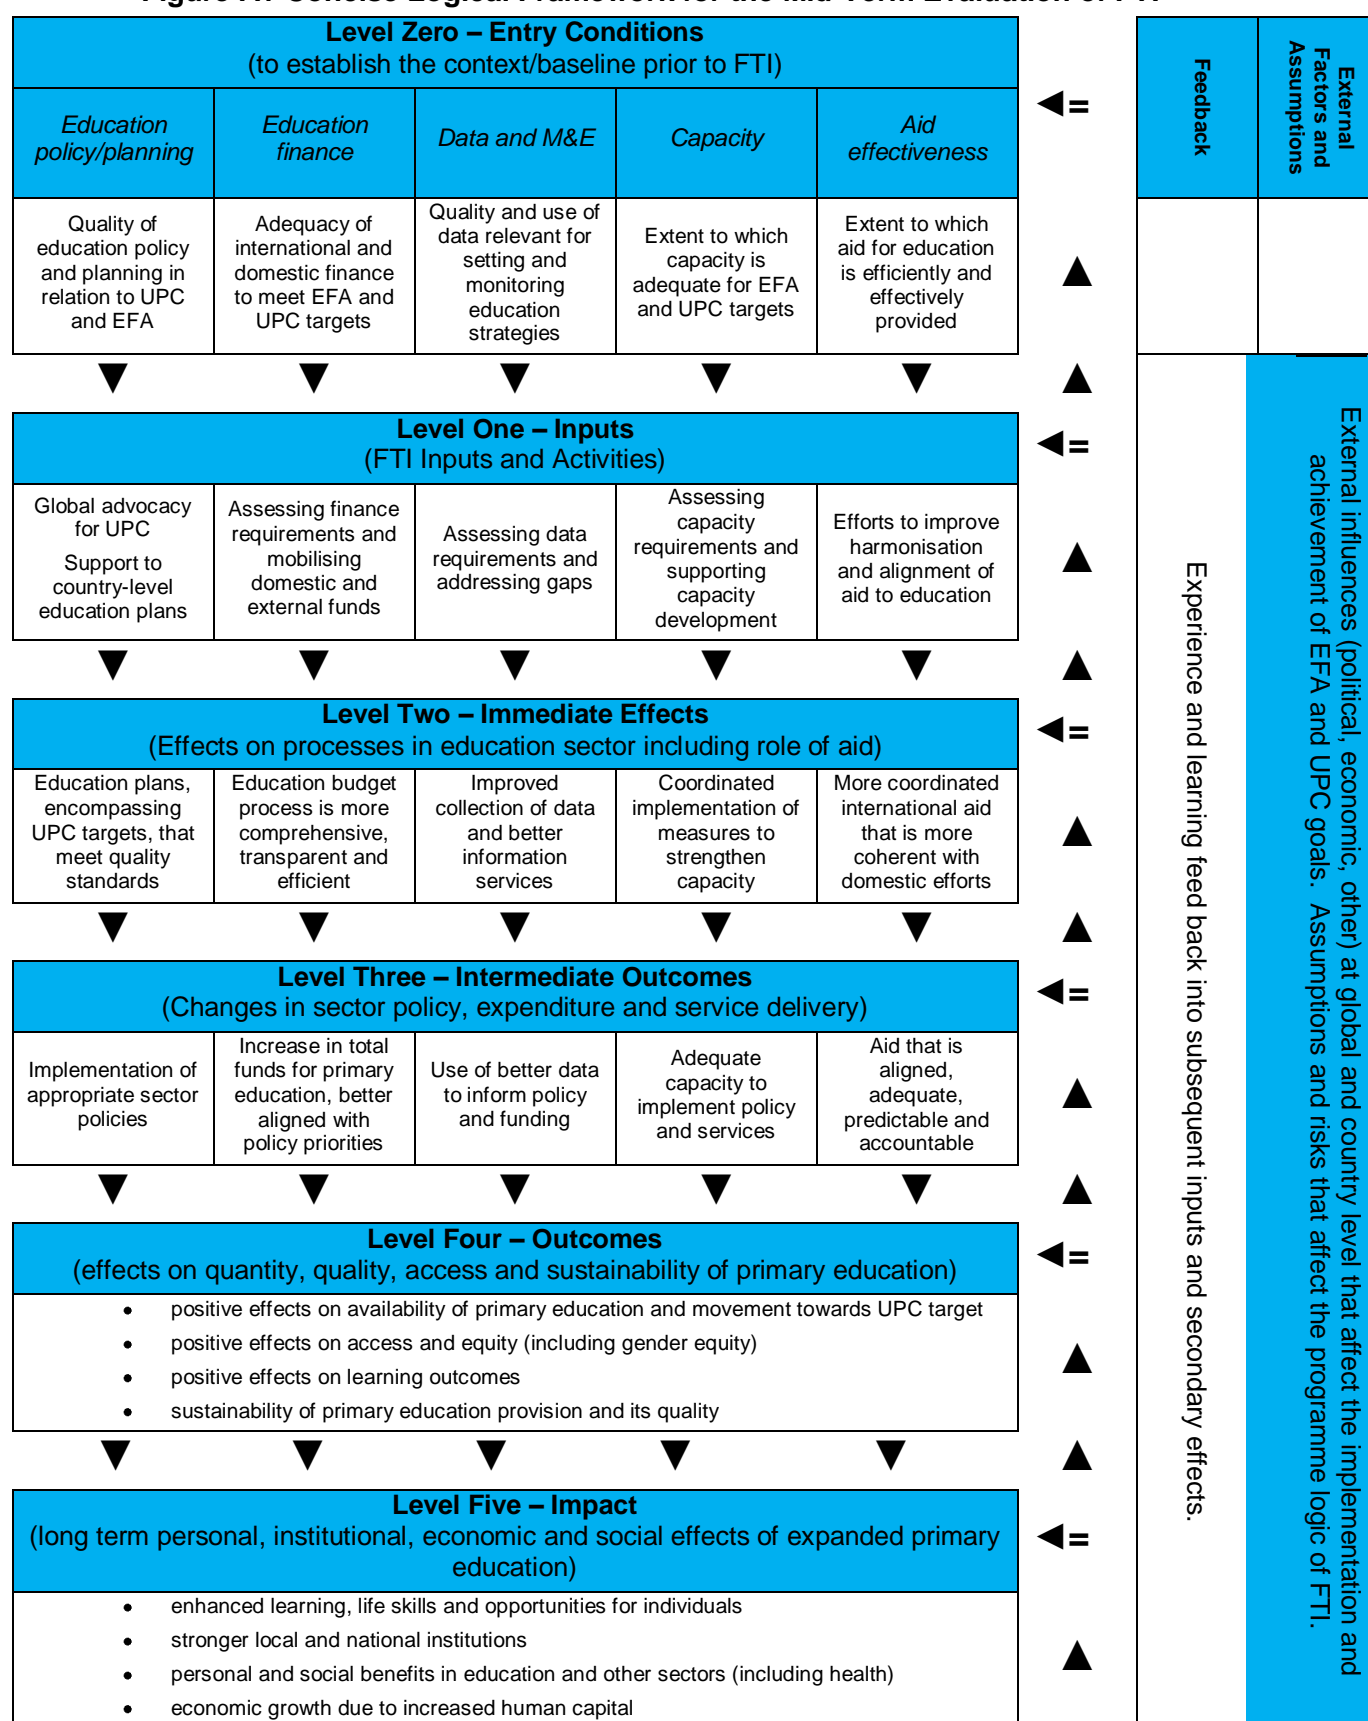 Level Zero – Entry Conditions
(to establish the context/baseline prior to FTI)
Education
policy/planning
Education
finance
Data and M&E
Capacity
Aid
effectiveness
Quality of
education policy
and planning in
relation to UPC
and EFA
Adequacy of
international and
domestic finance
to meet EFA and
UPC targets
Quality and use of
data relevant for
setting and
monitoring
education
strategies
Extent to which
capacity is
adequate for EFA
and UPC targets
Extent to which
aid for education
is efficiently and
effectively
provided
Level One – Inputs
(FTI Inputs and Activities)
Global advocacy
for UPC
Support to
country-level
education plans
Assessing finance
requirements and
mobilising
domestic and
external funds
Assessing data
requirements and
addressing gaps
Assessing
capacity
requirements and
supporting
capacity
development
Efforts to improve
harmonisation
and alignment of
aid to education
Level Two – Immediate Effects
(Effects on processes in education sector including role of aid)
Education plans,
encompassing
UPC targets, that
meet quality
standards
Education budget
process is more
comprehensive,
transparent and
efficient
Improved
collection of data
and better
information
services
Coordinated
implementation of
measures to
strengthen
capacity
More coordinated
international aid
that is more
coherent with
domestic efforts
Level Three – Intermediate Outcomes
(Changes in sector policy, expenditure and service delivery)
Implementation of
appropriate sector
policies
Increase in total
funds for primary
education, better
aligned with
policy priorities
Use of better data
to inform policy
and funding
Adequate
capacity to
implement policy
and services
Aid that is
aligned,
adequate,
predictable and
accountable
Level Four – Outcomes
(effects on quantity, quality, access and sustainability of primary education)
• positive effects on availability of primary education and movement towards UPC target
• positive effects on access and equity (including gender equity)
• positive effects on learning outcomes
• sustainability of primary education provision and its quality
Level Five – Impact
(long term personal, institutional, economic and social effects of expanded primary
education)
• enhanced learning, life skills and opportunities for individuals
• stronger local and national institutions
• personal and social benefits in education and other sectors (including health)
• economic growth due to increased human capital
Feedback
Experience and learning feed back into subsequent inputs and secondary effects.
External
Factors and
Assumptions
External influences (political, economic, other) at global and country level that affect the implementation and
achievement of EFA and UPC goals. Assumptions and risks that affect the programme logic of FTI.